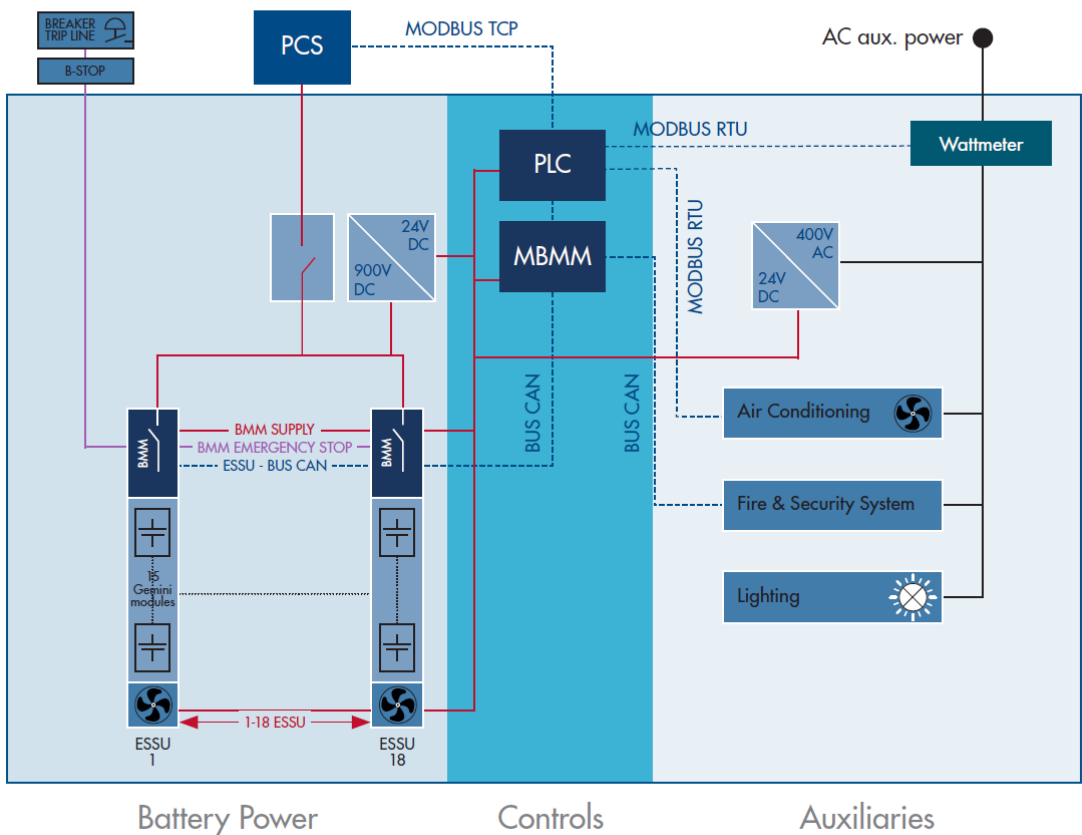 BREAKER
TRIP LINE
B-STOP
PCS
MODBUS TCP
AC aux. power
MODBUS RTU
Wattmeter
PLC
24V
DC
900V
DC
MBMM
MODBUS RTU
400V
AC
24V
DC
BUS CAN
BUS CAN
Air Conditioning
BMM
BMM SUPPLY
BMM EMERGENCY STOP
ESSU - BUS CAN
BMM
Fire & Security System
15
Gemini
modules
Lighting
1-18 ESSU
ESSU
1
ESSU
18
Battery Power
Controls
Auxiliaries